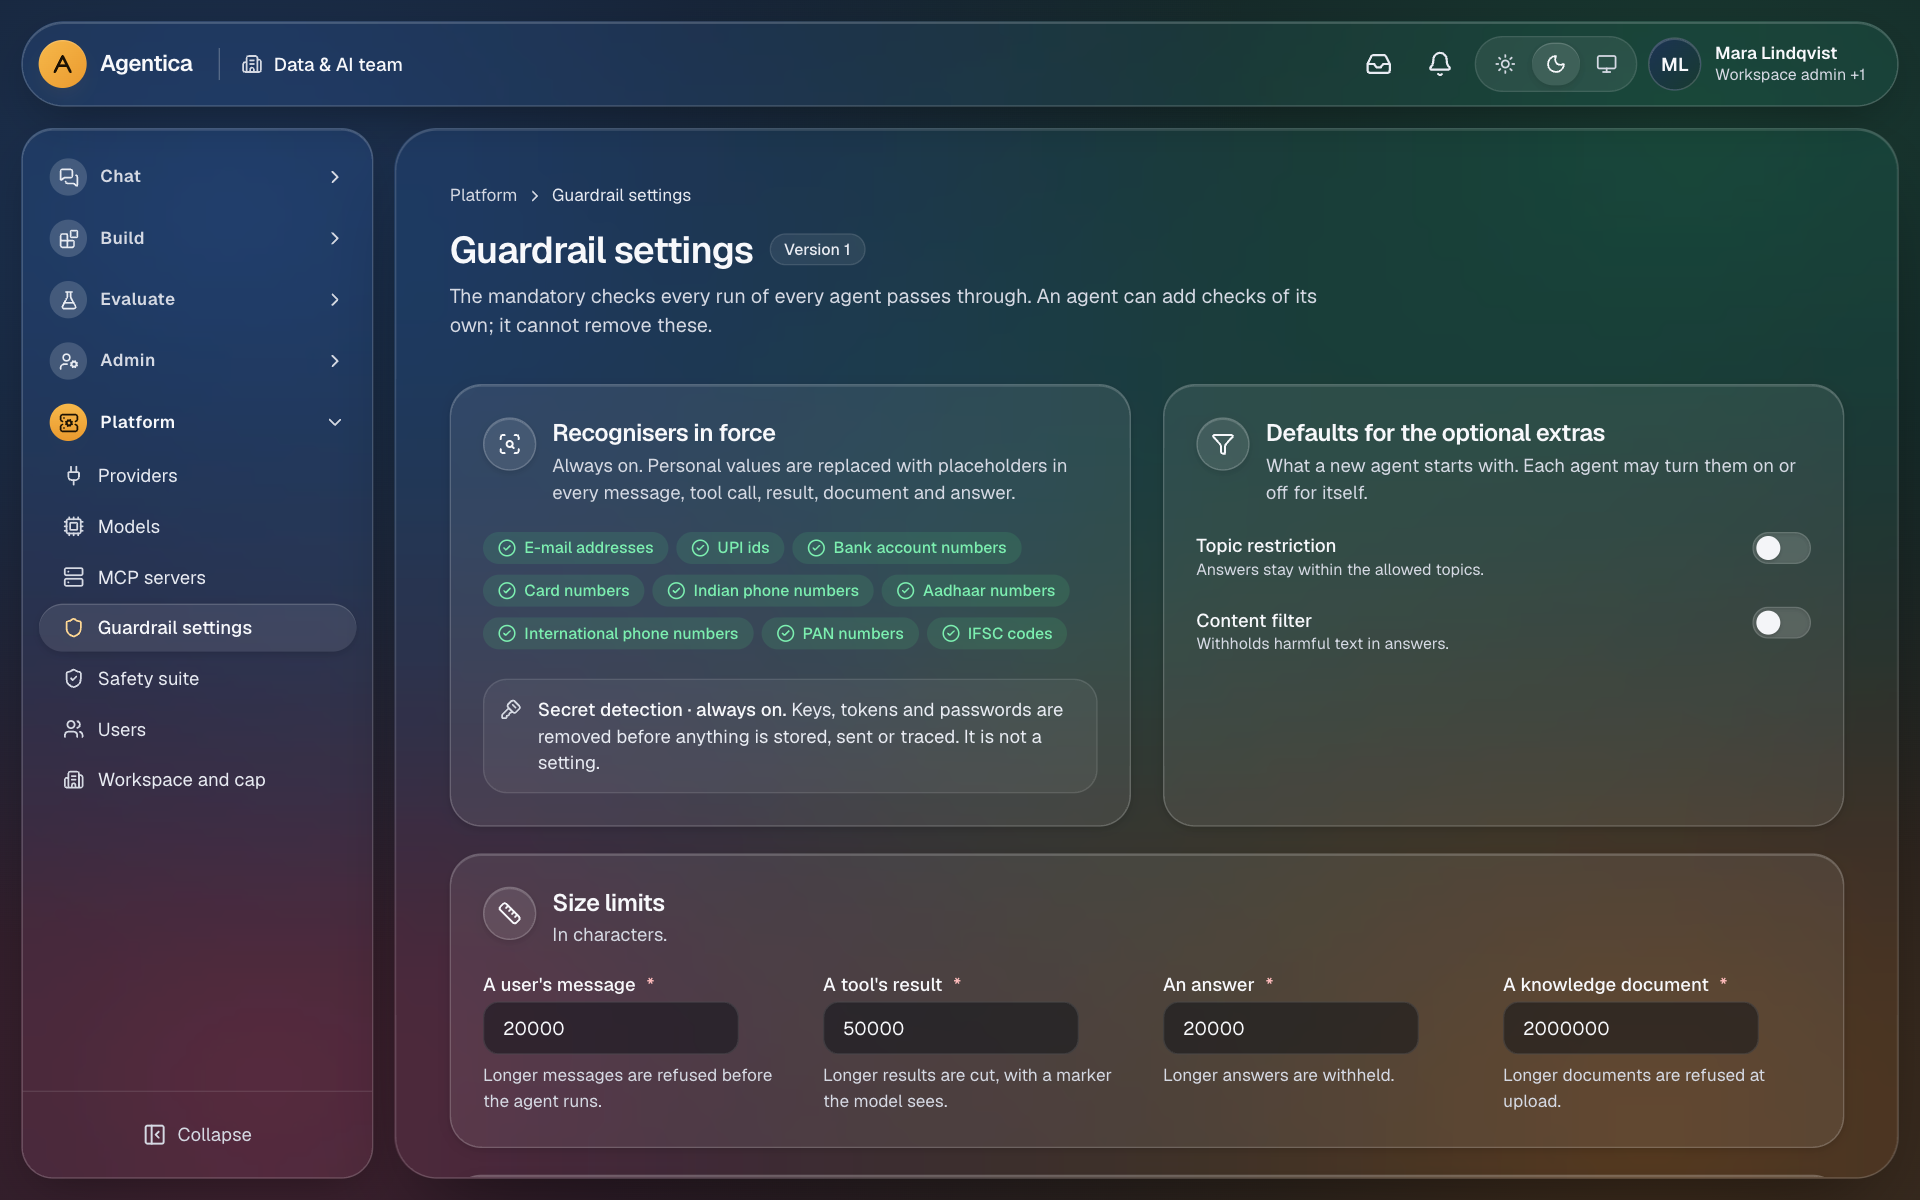 Agentica
Data & AI team
ML
Mara Lindqvist
Workspace admin +1
Chat
Build
Evaluate
Admin
Platform
Providers
Models
MCP servers
Guardrail settings
Safety suite
Users
Workspace and cap
Collapse
Platform > Guardrail settings
Guardrail settings
Version 1
The mandatory checks every run of every agent passes through. An agent can add checks of its
own; it cannot remove these.
Recognisers in force
Always on. Personal values are replaced with placeholders in
every message, tool call, result, document and answer.
E-mail addresses
UPI ids
Bank account numbers
Card numbers
Indian phone numbers
Aadhaar numbers
International phone numbers
PAN numbers
IFSC codes
Secret detection · always on. Keys, tokens and passwords are
removed before anything is stored, sent or traced. It is not a
setting.
Defaults for the optional extras
What a new agent starts with. Each agent may turn them on or
off for itself.
Topic restriction
Answers stay within the allowed topics.
Content filter
Withholds harmful text in answers.
Size limits
In characters.
A user's message *
20000
Longer messages are refused before
the agent runs.
A tool's result *
50000
Longer results are cut, with a marker
the model sees.
An answer *
20000
Longer answers are withheld.
A knowledge document *
2000000
Longer documents are refused at
upload.